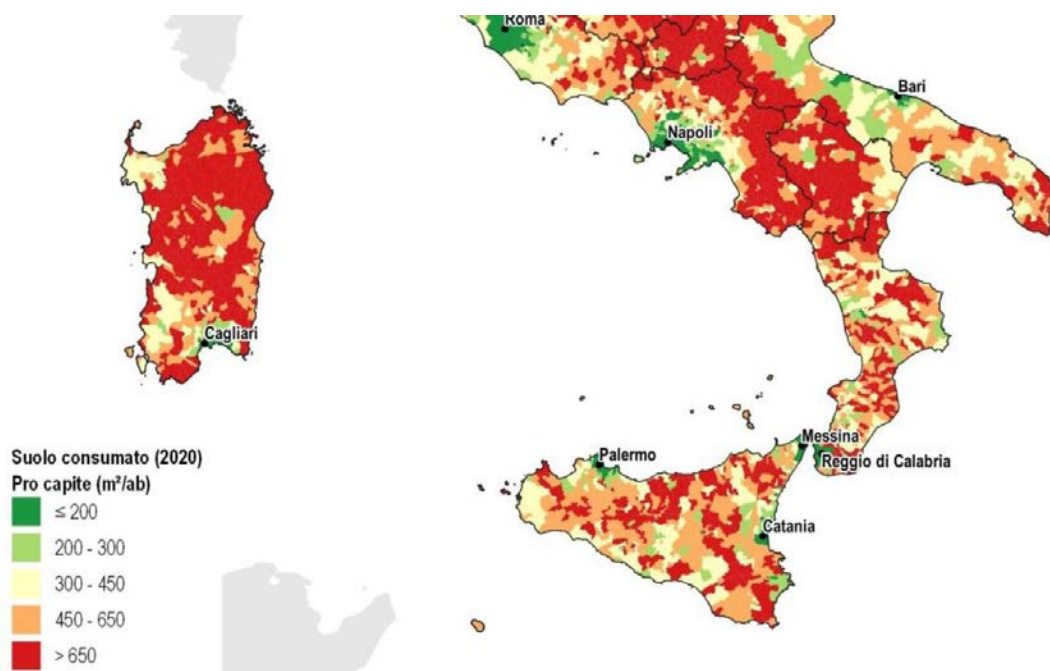 Roma
Bari
Napoli
Cagliari
Messina
Palermo
Reggio di Calabria
Catania
Suolo consumato (2020)
Pro capite (m²/ab)
≤ 200
200 - 300
300 - 450
450 - 650
> 650